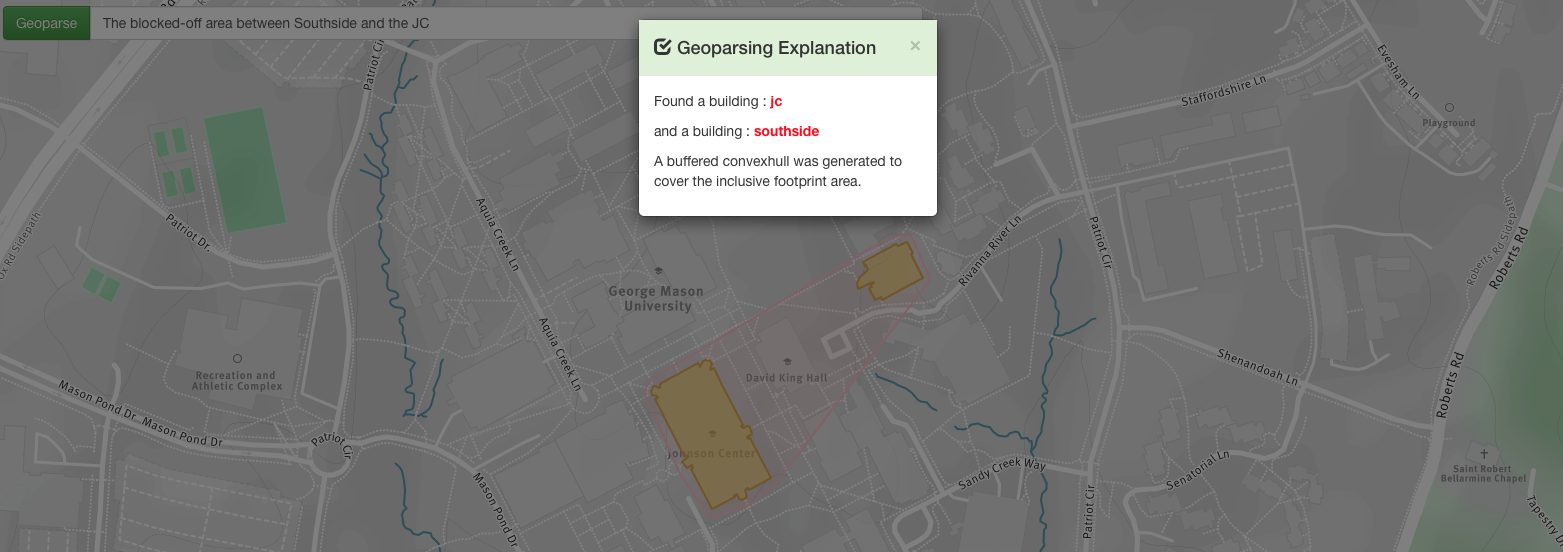 Geoparse
The blocked-off area between Southside and the JC
Geoparsing Explanation
×
Found a building : jc
and a building : southside
A buffered convexhull was generated to
cover the inclusive footprint area.
Patriot Cir
Evesham Ln
Staffordshire Ln
Playground
Patriot Dr.
Aquia Creek Ln
Rivanna River Ln
Patriot Cir
Roberts Rd Sidepath
Roberts Rd
Ox Rd Sidepath
George Mason
University
Aquia Creek Ln
Recreation and
Athletic Complex
David King Hall
Shenandoah Ln
Roberts Rd
Mason Pond Dr
Mason Pond Dr
Patriot Cir
Johnson Center
Sandy Creek Way
Senatorial Ln
Saint Robert
Bellarmine Chapel
Mason Pond Dr
Patriot Cir
Tapestry Dr